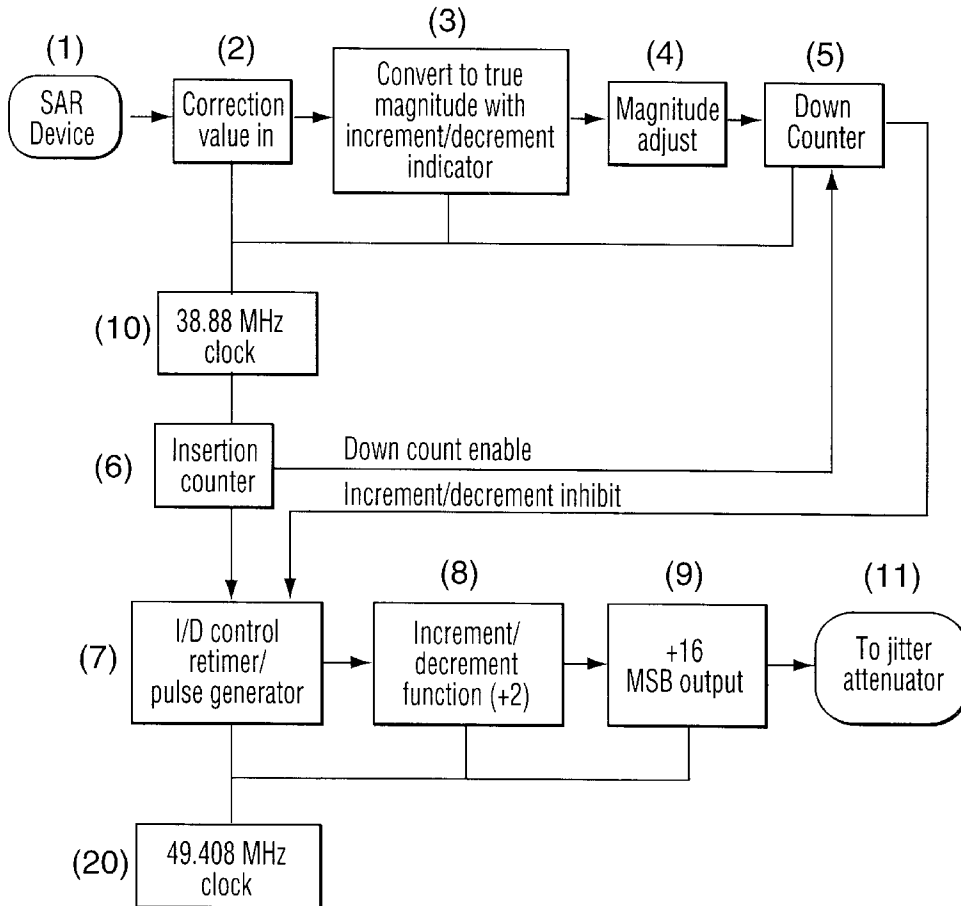 (1)
SAR
Device
(2)
Correction
value in
(3)
Convert to true
magnitude with
increment/decrement
indicator
(4)
Magnitude
adjust
(5)
Down
Counter
(10)
38.88 MHz
clock
(6)
Insertion
counter
Down count enable
Increment/decrement inhibit
(7)
I/D control
retimer/
pulse generator
(8)
Increment/
decrement
function (+2)
(9)
+16
MSB output
(11)
To jitter
attenuator
(20)
49.408 MHz
clock